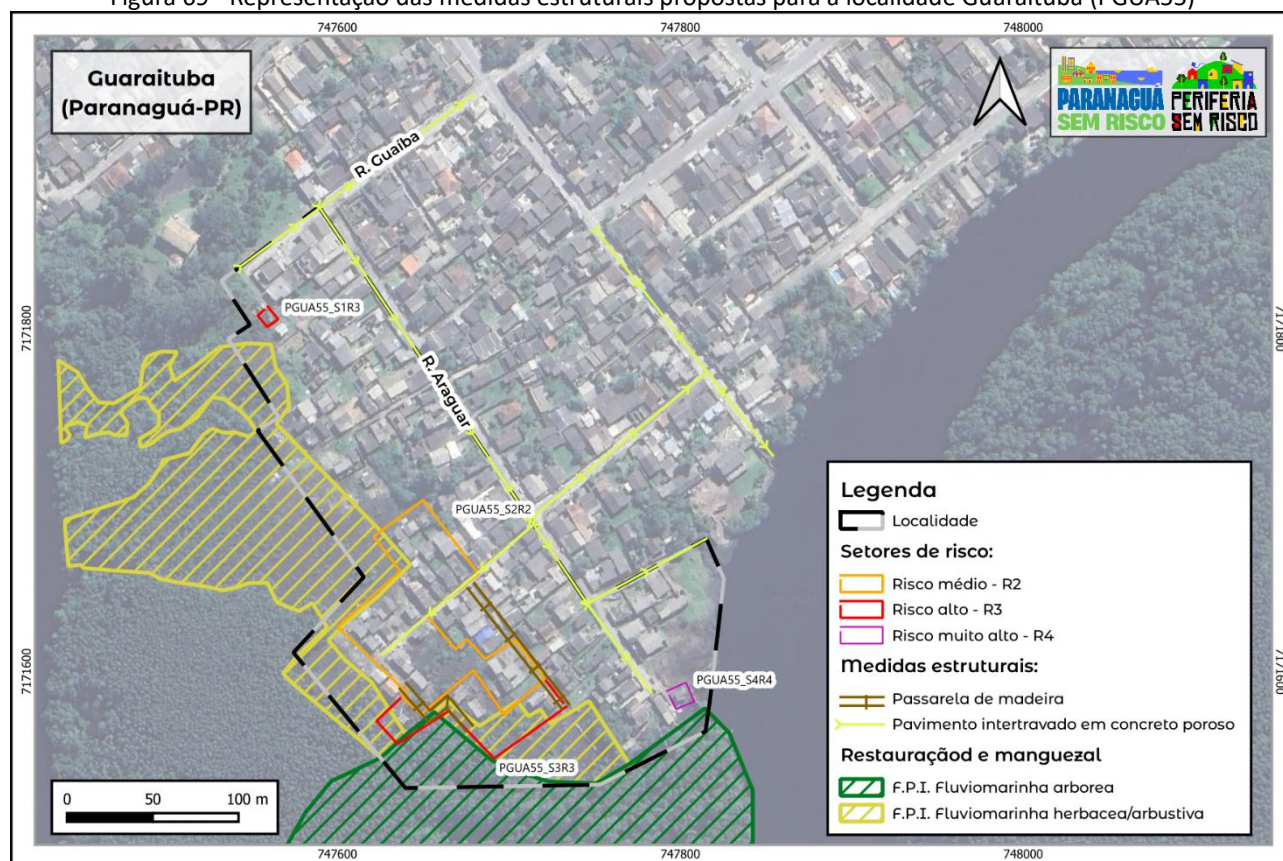 Figura 69 - Representação das medidas estruturais propostas para a localidade Guaraituba (PGUA55)
747600
747800
748000
Guaraituba
(Paranaguá-PR)
PARANAGUÁ
SEM RISCO
PERIFERIA
SEM RISCO
R. Guaíba
7171800
7171800
PGUA55_S1R3
R. Araguar
PGUA55_S2R2
7171600
7171600
PGUA55_S4R4
PGUA55_S3R3
Legenda
Localidade
Setores de risco:
Risco médio - R2
Risco alto - R3
Risco muito alto - R4
Medidas estruturais:
Passarela de madeira
Pavimento intertravado em concreto poroso
Restauraçãod e manguezal
F.P.I. Fluviomarinha arborea
F.P.I. Fluviomarinha herbacea/arbustiva
0 50 100 m
747600
747800
748000